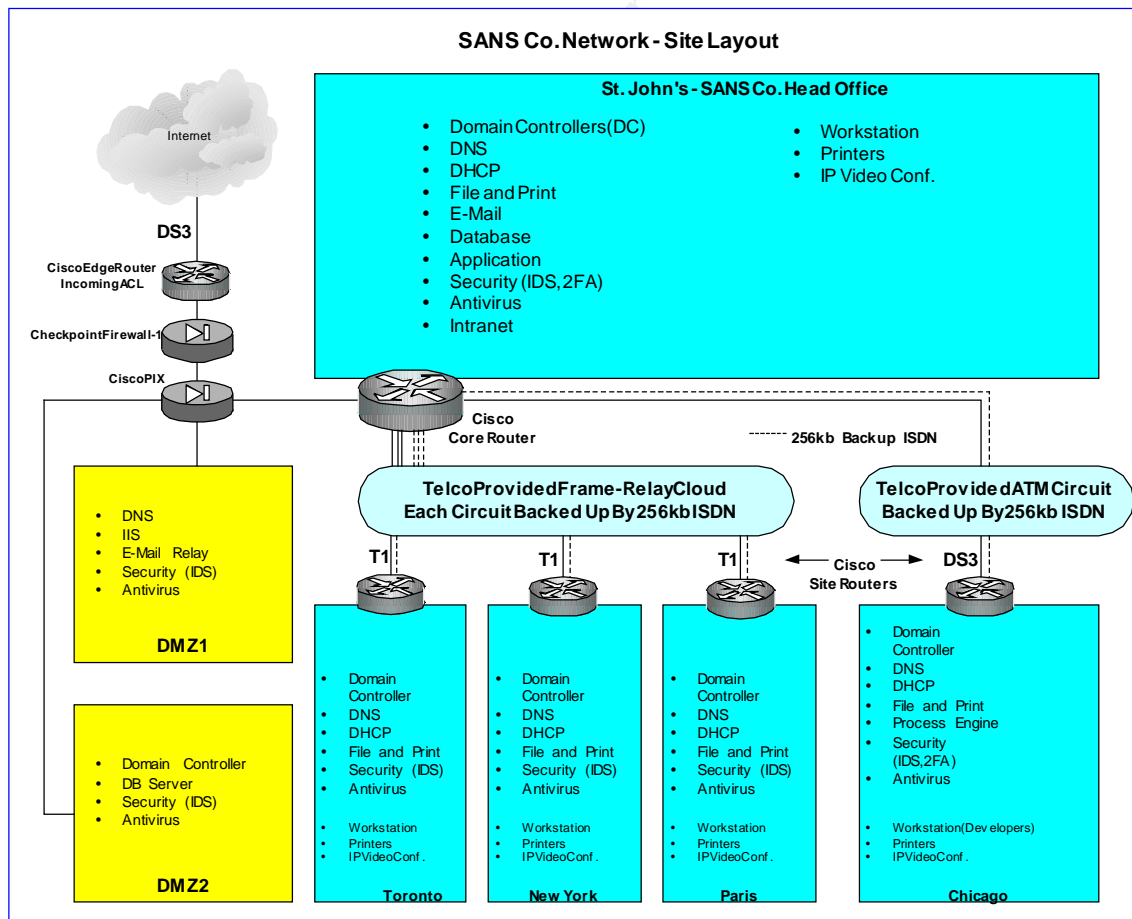 SANS Co. Network - Site Layout
St. John's - SANS Co. Head Office
• Domain Controllers (DC)
• DNS
• DHCP
• File and Print
• E-Mail
• Database
• Application
• Security (IDS, 2FA)
• Antivirus
• Intranet
• Workstation
• Printers
• IP Video Conf.
Internet
DS3
CiscoEdgeRouter
IncomingACL
CheckpointFirewall-1
CiscoPIX
Cisco
Core Router
256kb Backup ISDN
TelcoProvidedFrame-RelayCloud
Each Circuit Backed Up By 256kb ISDN
TelcoProvidedATMCircuit
Backed Up By 256kb ISDN
T1
T1
T1
Cisco
Site Routers
DS3
• DNS
• IIS
• E-Mail Relay
• Security (IDS)
• Antivirus
DMZ1
• Domain Controller
• DB Server
• Security (IDS)
• Antivirus
DMZ2
• Domain
Controller
• DNS
• DHCP
• File and Print
• Security (IDS)
• Antivirus
• Workstation
• Printers
• IPVideoConf.
Toronto
• Domain
Controller
• DNS
• DHCP
• File and Print
• Security (IDS)
• Antivirus
• Workstation
• Printers
• IPVideoConf.
New York
• Domain
Controller
• DNS
• DHCP
• File and Print
• Security (IDS)
• Antivirus
• Workstation
• Printers
• IPVideoConf.
Paris
• Domain
Controller
• DNS
• DHCP
• File and Print
• Process Engine
• Security
(IDS,2FA)
• Antivirus
• Workstation(Developers)
• Printers
• IPVideoConf.
Chicago